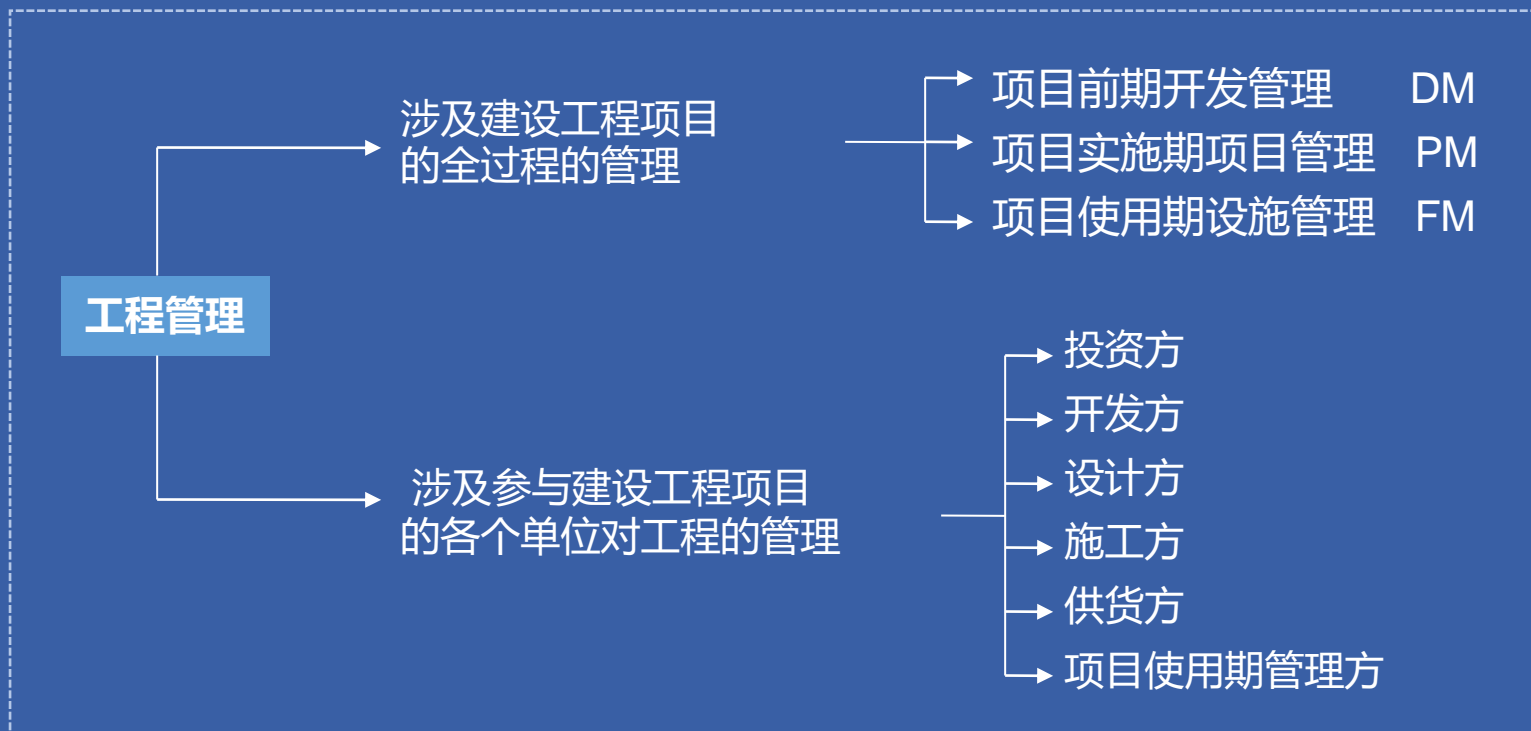 涉及建设工程项目
的全过程的管理
项目前期开发管理 DM
项目实施期项目管理 PM
项目使用期设施管理 FM
工程管理
涉及参与建设工程项目
的各个单位对工程的管理
投资方
开发方
设计方
施工方
供货方
项目使用期管理方